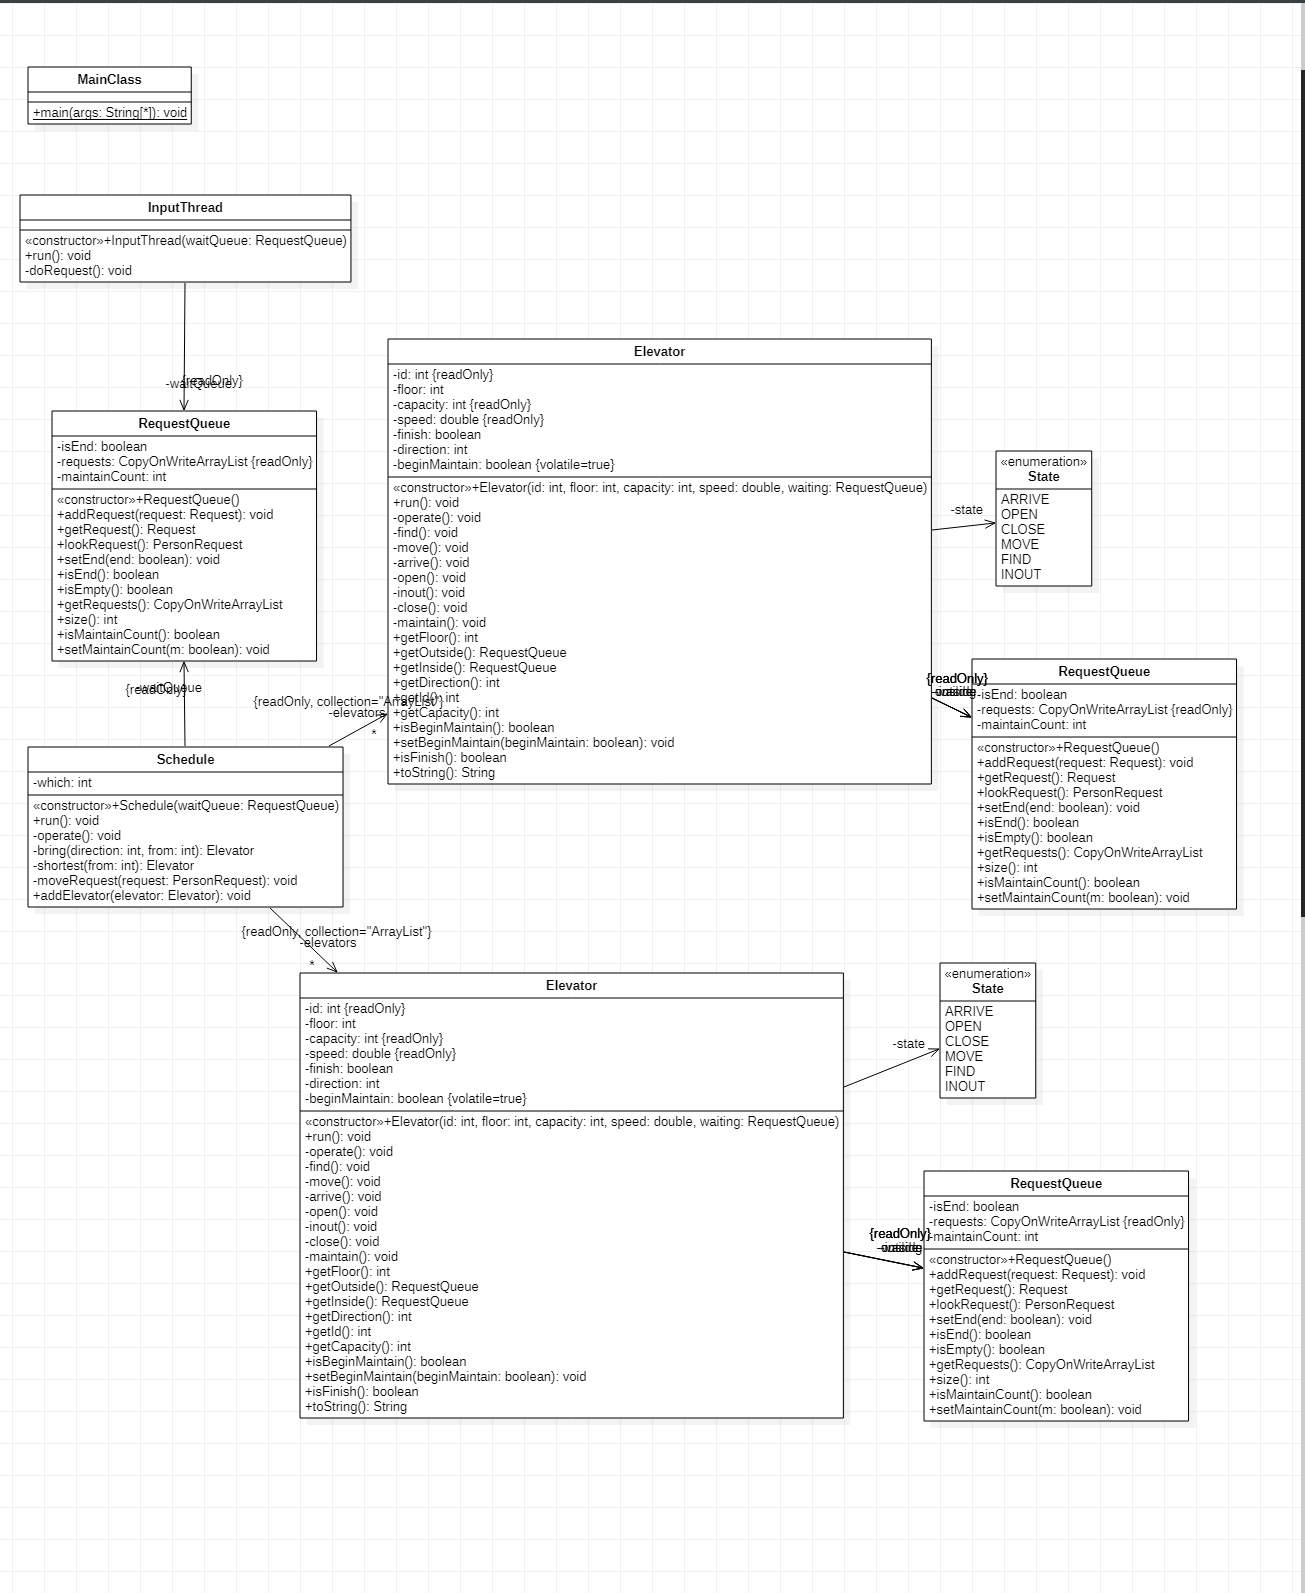 MainClass
+main(args: String[*]): void
InputThread
«constructor»+InputThread(waitQueue: RequestQueue)
+run(): void
-doRequest(): void
{readOnly}
-waitQueue
RequestQueue
-isEnd: boolean
-requests: CopyOnWriteArrayList {readOnly}
-maintainCount: int
«constructor»+RequestQueue()
+addRequest(request: Request): void
+getRequest(): Request
+lookRequest(): PersonRequest
+setEnd(end: boolean): void
+isEnd(): boolean
+isEmpty(): boolean
+getRequests(): CopyOnWriteArrayList
+size(): int
+isMaintainCount(): boolean
+setMaintainCount(m: boolean): void
-waitQueue
{readOnly}
Elevator
-id: int {readOnly}
-floor: int
-capacity: int {readOnly}
-speed: double {readOnly}
-finish: boolean
-direction: int
-beginMaintain: boolean {volatile=true}
«constructor»+Elevator(id: int, floor: int, capacity: int, speed: double, waiting: RequestQueue)
+run(): void
-operate(): void
-find(): void
-move(): void
-arrive(): void
-open(): void
-inout(): void
-close(): void
-maintain(): void
+getFloor(): int
+getOutside(): RequestQueue
+getInside(): RequestQueue
+getDirection(): int
+getId(): int
+getCapacity(): int
+isBeginMaintain(): boolean
+setBeginMaintain(beginMaintain: boolean): void
+isFinish(): boolean
+toString(): String
{readOnly, collection="ArrayList"}
-elevators
*
-state
«enumeration»
State
ARRIVE
OPEN
CLOSE
MOVE
FIND
INOUT
{readOnly}
RequestQueue
-isEnd: boolean
-requests: CopyOnWriteArrayList {readOnly}
-maintainCount: int
«constructor»+RequestQueue()
+addRequest(request: Request): void
+getRequest(): Request
+lookRequest(): PersonRequest
+setEnd(end: boolean): void
+isEnd(): boolean
+isEmpty(): boolean
+getRequests(): CopyOnWriteArrayList
+size(): int
+isMaintainCount(): boolean
+setMaintainCount(m: boolean): void
Schedule
-which: int
«constructor»+Schedule(waitQueue: RequestQueue)
+run(): void
-operate(): void
-bring(direction: int, from: int): Elevator
-shortest(from: int): Elevator
-moveRequest(request: PersonRequest): void
+addElevator(elevator: Elevator): void
{readOnly, collection="ArrayList"}
-elevators
*
Elevator
-id: int {readOnly}
-floor: int
-capacity: int {readOnly}
-speed: double {readOnly}
-finish: boolean
-direction: int
-beginMaintain: boolean {volatile=true}
«constructor»+Elevator(id: int, floor: int, capacity: int, speed: double, waiting: RequestQueue)
+run(): void
-operate(): void
-find(): void
-move(): void
-arrive(): void
-open(): void
-inout(): void
-close(): void
-maintain(): void
+getFloor(): int
+getOutside(): RequestQueue
+getInside(): RequestQueue
+getDirection(): int
+getId(): int
+getCapacity(): int
+isBeginMaintain(): boolean
+setBeginMaintain(beginMaintain: boolean): void
+isFinish(): boolean
+toString(): String
-state
«enumeration»
State
ARRIVE
OPEN
CLOSE
MOVE
FIND
INOUT
{readOnly}
RequestQueue
-isEnd: boolean
-requests: CopyOnWriteArrayList {readOnly}
-maintainCount: int
«constructor»+RequestQueue()
+addRequest(request: Request): void
+getRequest(): Request
+lookRequest(): PersonRequest
+setEnd(end: boolean): void
+isEnd(): boolean
+isEmpty(): boolean
+getRequests(): CopyOnWriteArrayList
+size(): int
+isMaintainCount(): boolean
+setMaintainCount(m: boolean): void